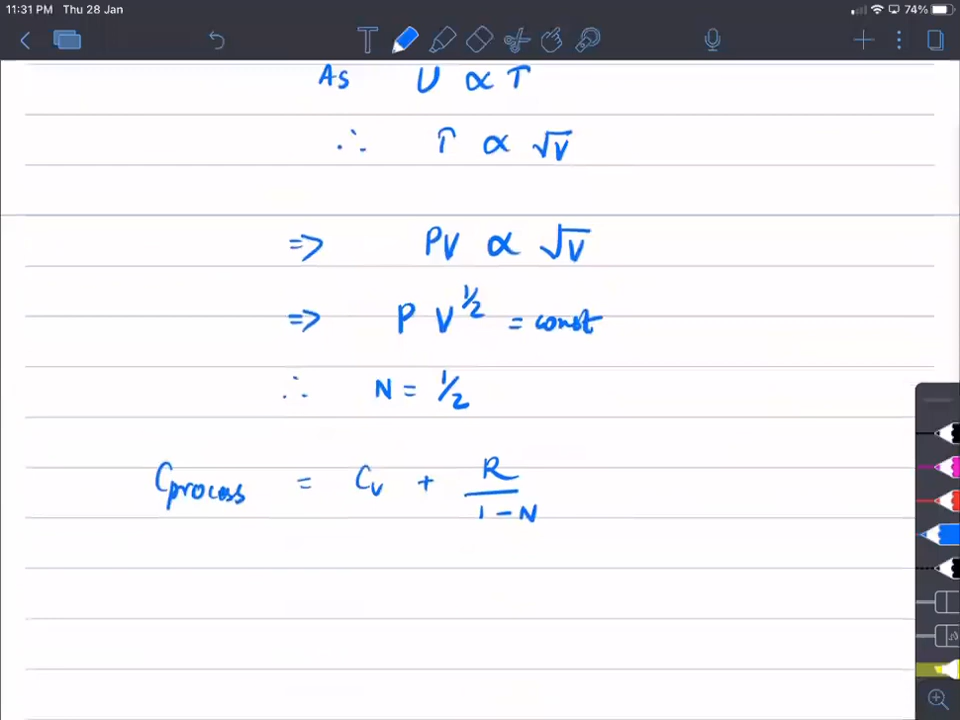 11:31 PM Thu 28 Jan 74%
As U ∝ T
∴ T ∝ √V
=> PV ∝ √V
=> P V^1/2 = const
∴ N = 1/2
Cprocess = Cv + R/(1-N)